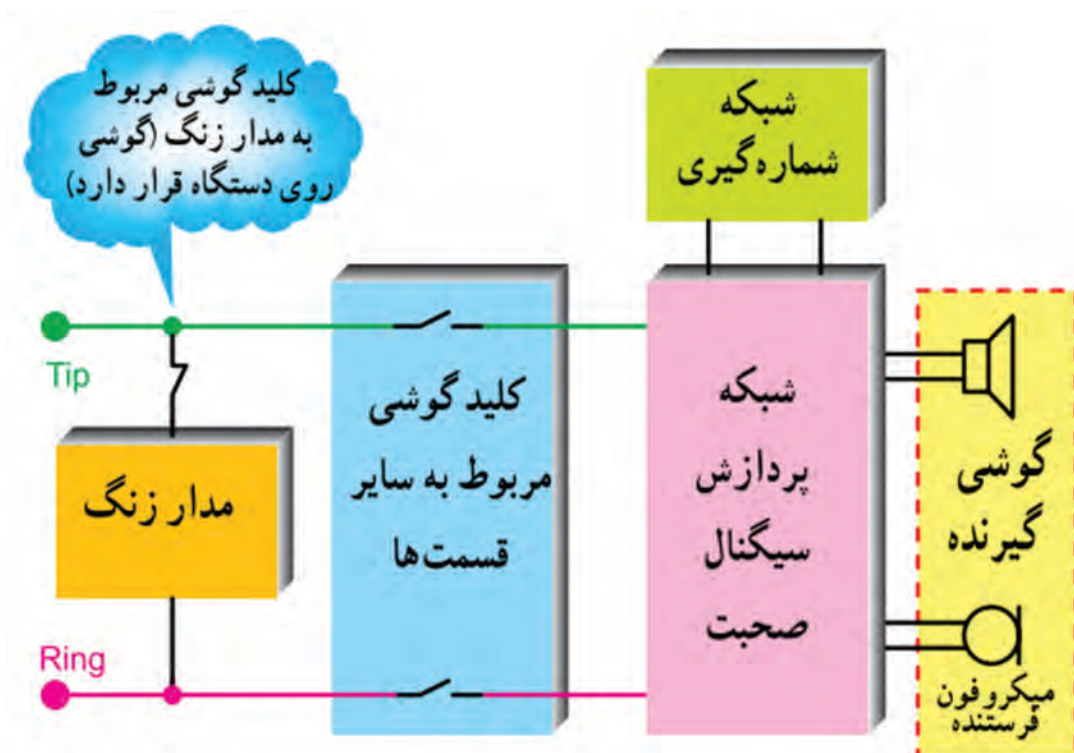 کلید گوشی مربوط
به مدار زنگ (گوشی
روی دستگاه قرار دارد)
شبکه
شماره‌گیری
Tip
مدار زنگ
Ring
کلید گوشی
مربوط به سایر
قسمت‌ها
شبکه
پردازش
سیگنال
صحبت
گوشی
گیرنده
میکروفون
فرستنده